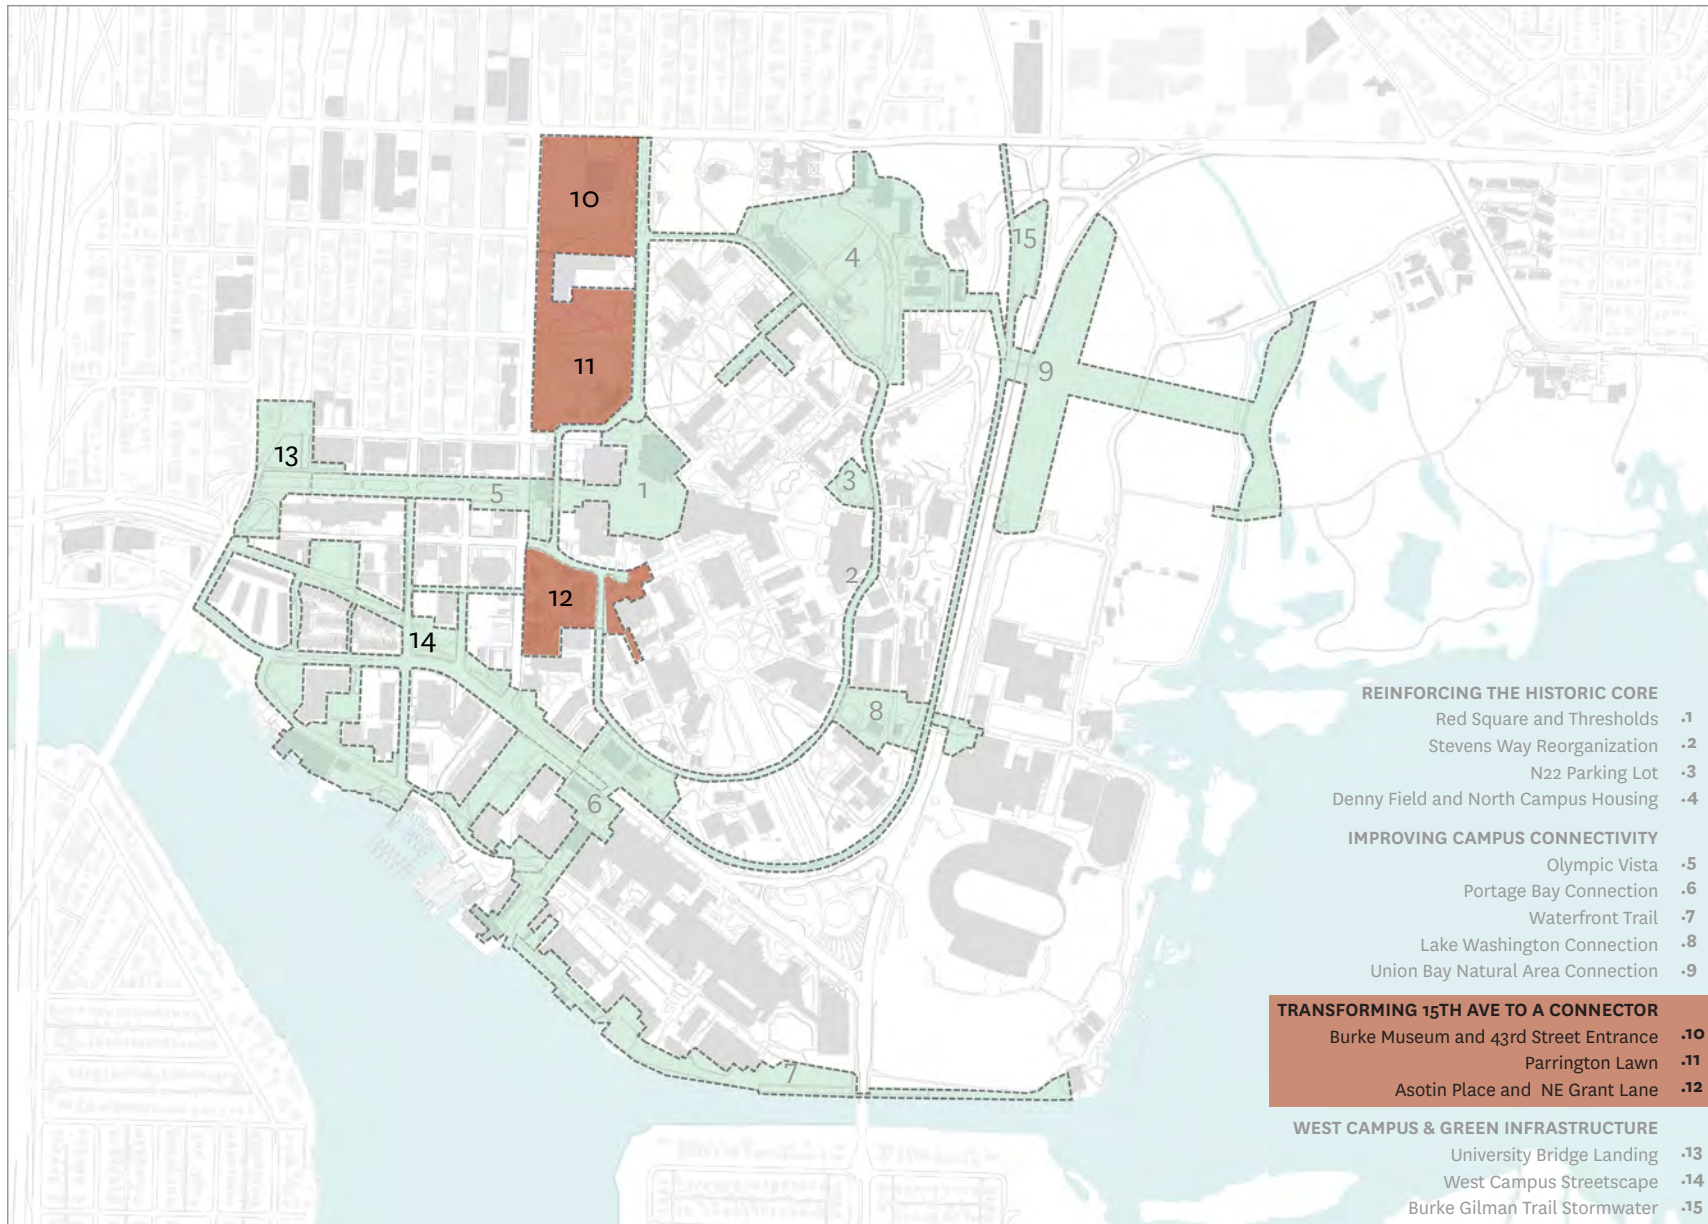 10
15
4
11
9
13
3
5
1
2
12
14
8
6
7
REINFORCING THE HISTORIC CORE
Red Square and Thresholds .1
Stevens Way Reorganization .2
N22 Parking Lot .3
Denny Field and North Campus Housing .4
IMPROVING CAMPUS CONNECTIVITY
Olympic Vista .5
Portage Bay Connection .6
Waterfront Trail .7
Lake Washington Connection .8
Union Bay Natural Area Connection .9
TRANSFORMING 15TH AVE TO A CONNECTOR
Burke Museum and 43rd Street Entrance .10
Parrington Lawn .11
Asotin Place and NE Grant Lane .12
WEST CAMPUS & GREEN INFRASTRUCTURE
University Bridge Landing .13
West Campus Streetscape .14
Burke Gilman Trail Stormwater .15